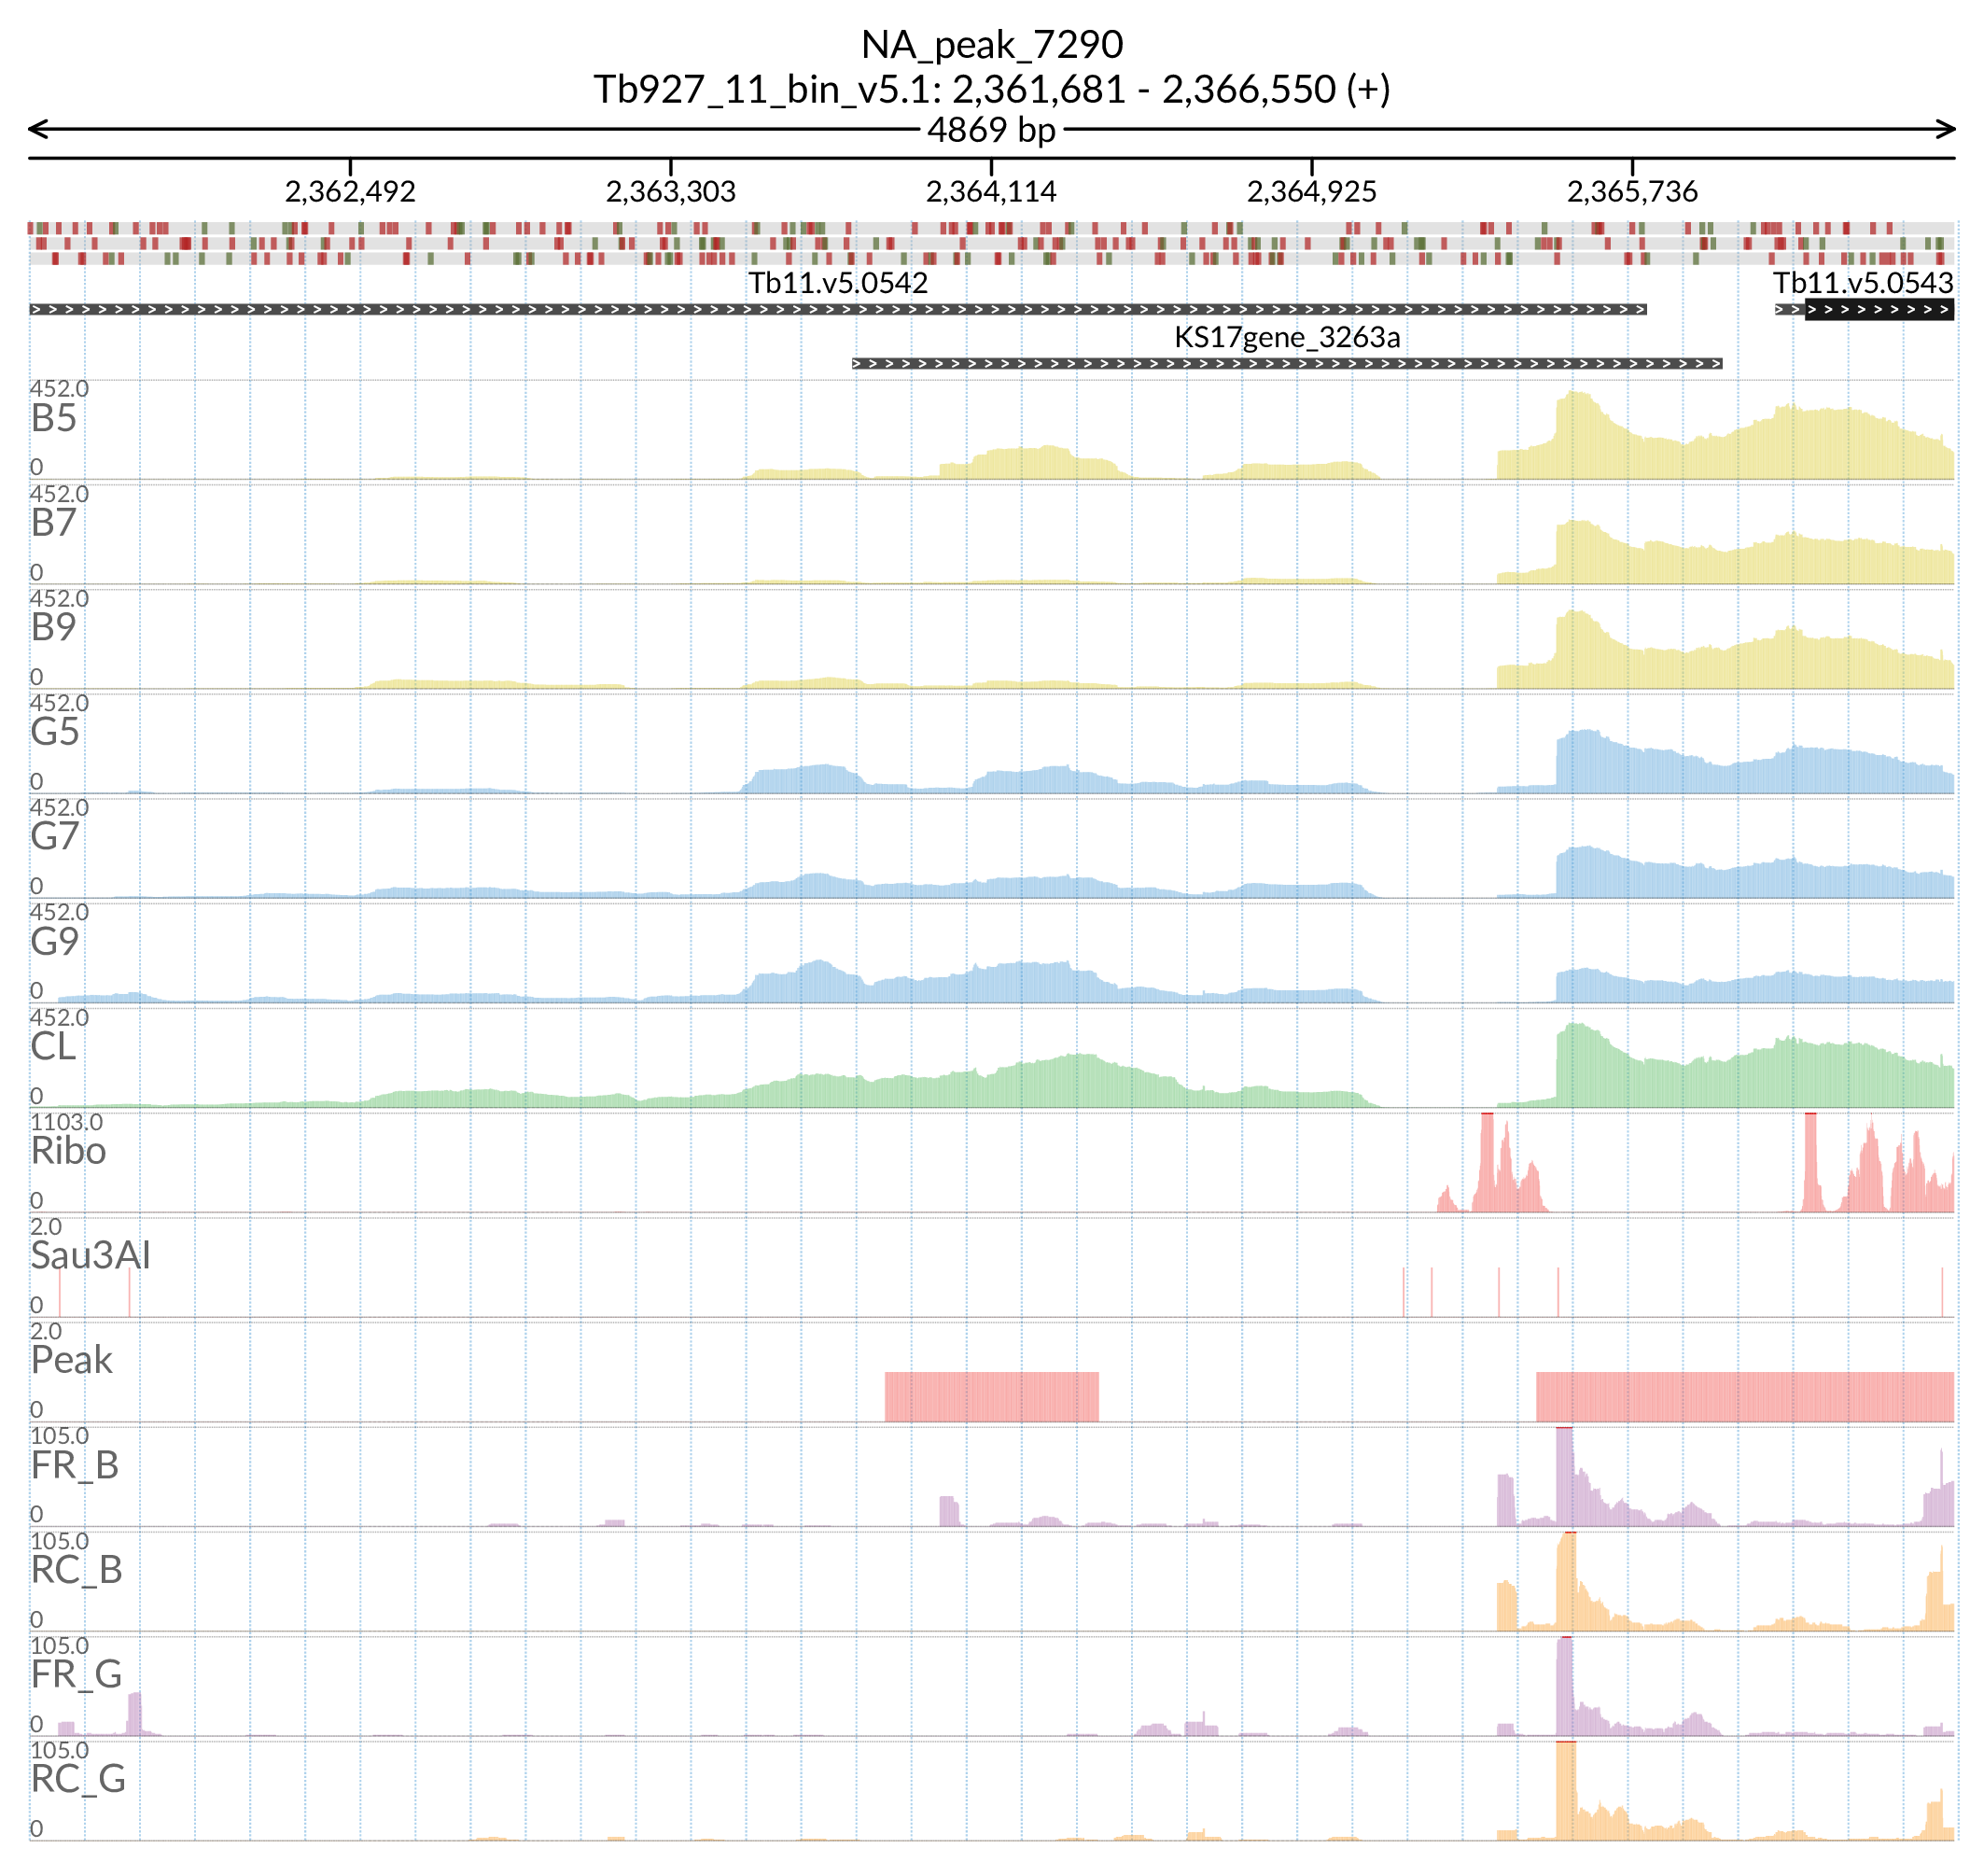 NA_peak_7290
Tb927_11_bin_v5.1: 2,361,681 - 2,366,550 (+)
4869 bp
2,362,492 2,363,303 2,364,114 2,364,925 2,365,736
Tb11.v5.0542 Tb11.v5.0543
KS17gene_3263a
452.0
B5
0
452.0
B7
0
452.0
B9
0
452.0
G5
0
452.0
G7
0
452.0
G9
0
452.0
CL
0
1103.0
Ribo
0
2.0
Sau3AI
0
2.0
Peak
0
105.0
FR_B
0
105.0
RC_B
0
105.0
FR_G
0
105.0
RC_G
0